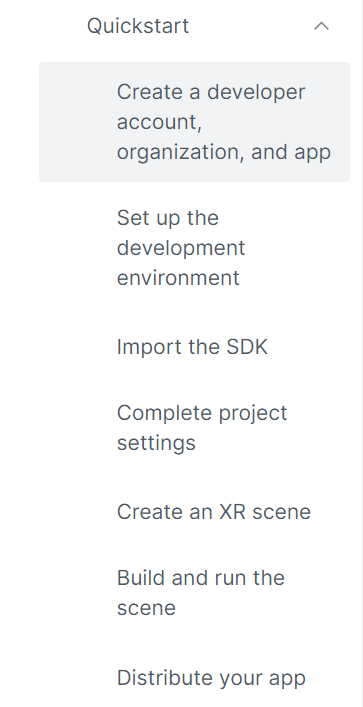 Quickstart
Create a developer
account,
organization, and app
Set up the
development
environment
Import the SDK
Complete project
settings
Create an XR scene
Build and run the
scene
Distribute your app